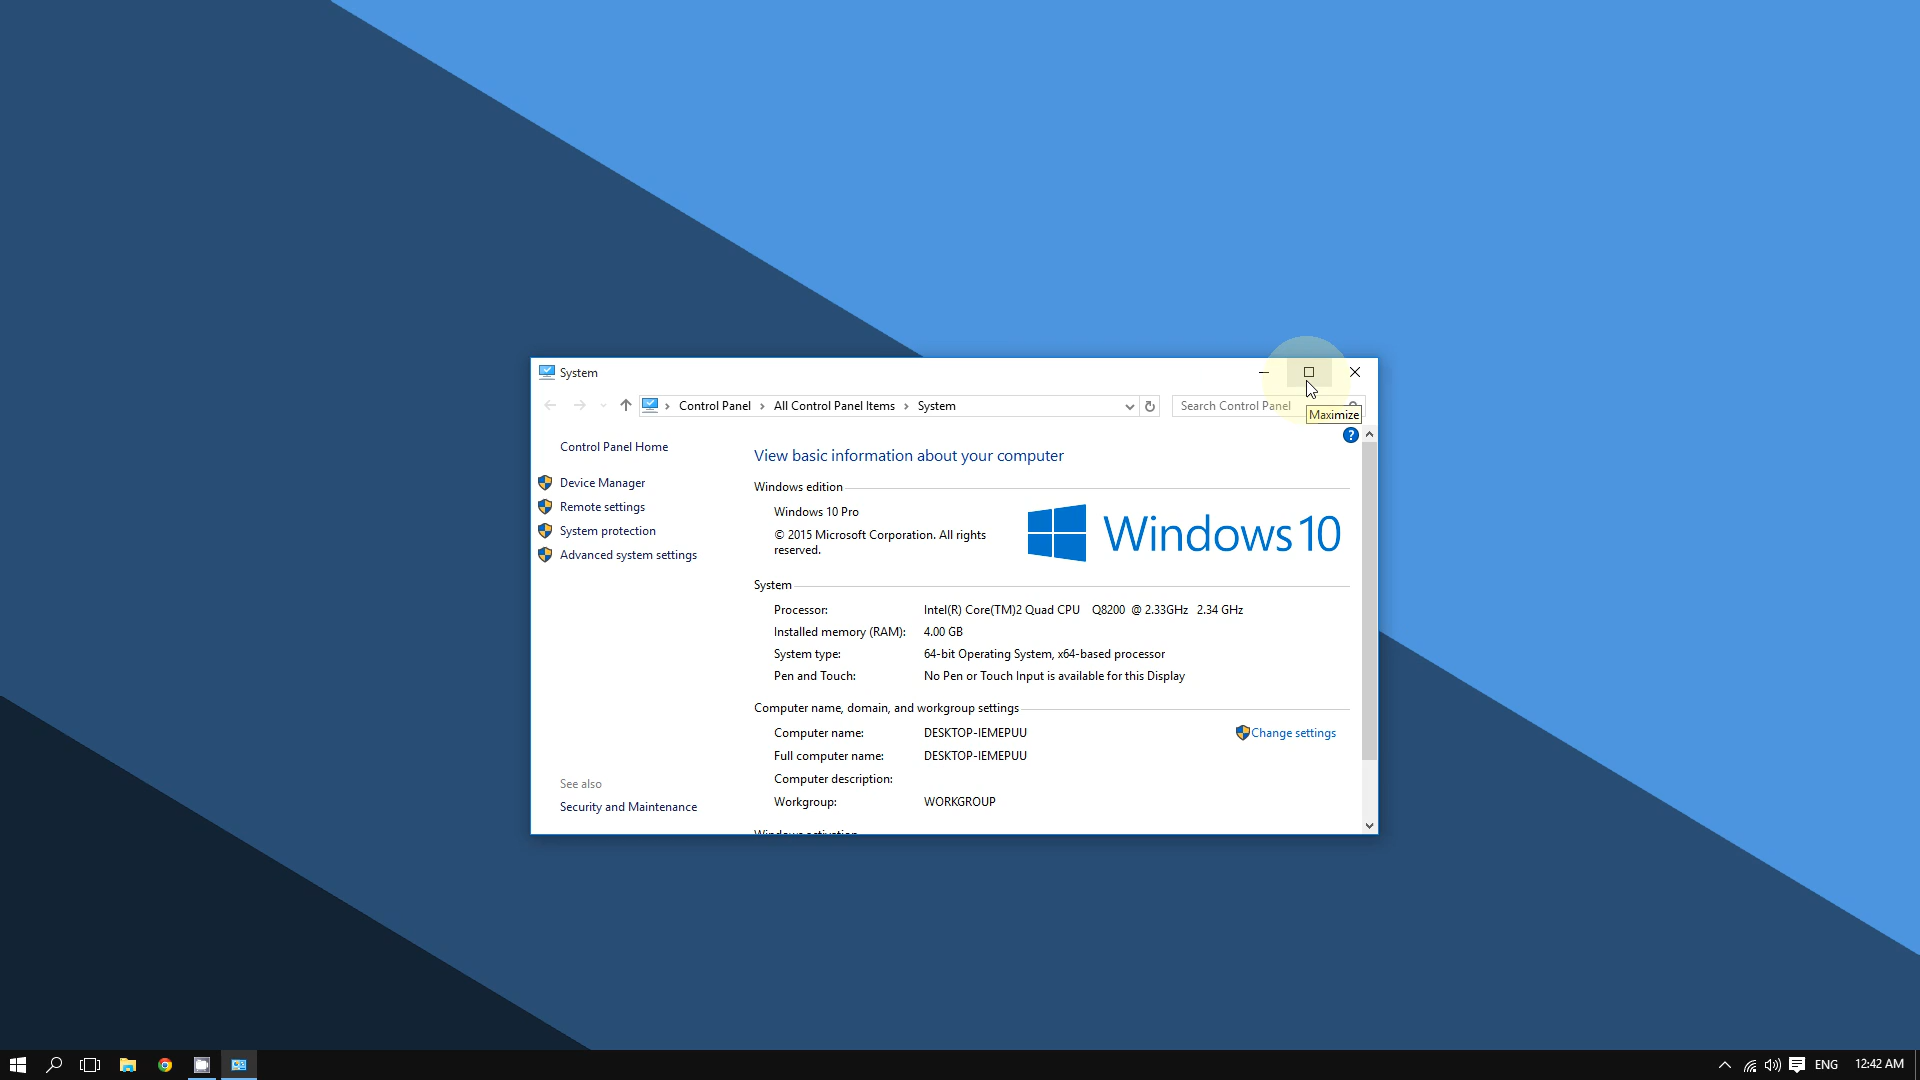 System
Control Panel
All Control Panel Items
System
Search Control Panel
Maximize
Control Panel Home
Device Manager
Remote settings
System protection
Advanced system settings
See also
Security and Maintenance
View basic information about your computer
Windows edition
Windows 10 Pro
© 2015 Microsoft Corporation. All rights
reserved.
Windows 10
System
Processor: Intel(R) Core(TM)2 Quad CPU Q8200 @ 2.33GHz 2.34 GHz
Installed memory (RAM): 4.00 GB
System type: 64-bit Operating System, x64-based processor
Pen and Touch: No Pen or Touch Input is available for this Display
Computer name, domain, and workgroup settings
Computer name: DESKTOP-IEMEPUU
Change settings
Full computer name: DESKTOP-IEMEPUU
Computer description:
Workgroup: WORKGROUP
Windows activation
ENG
12:42 AM